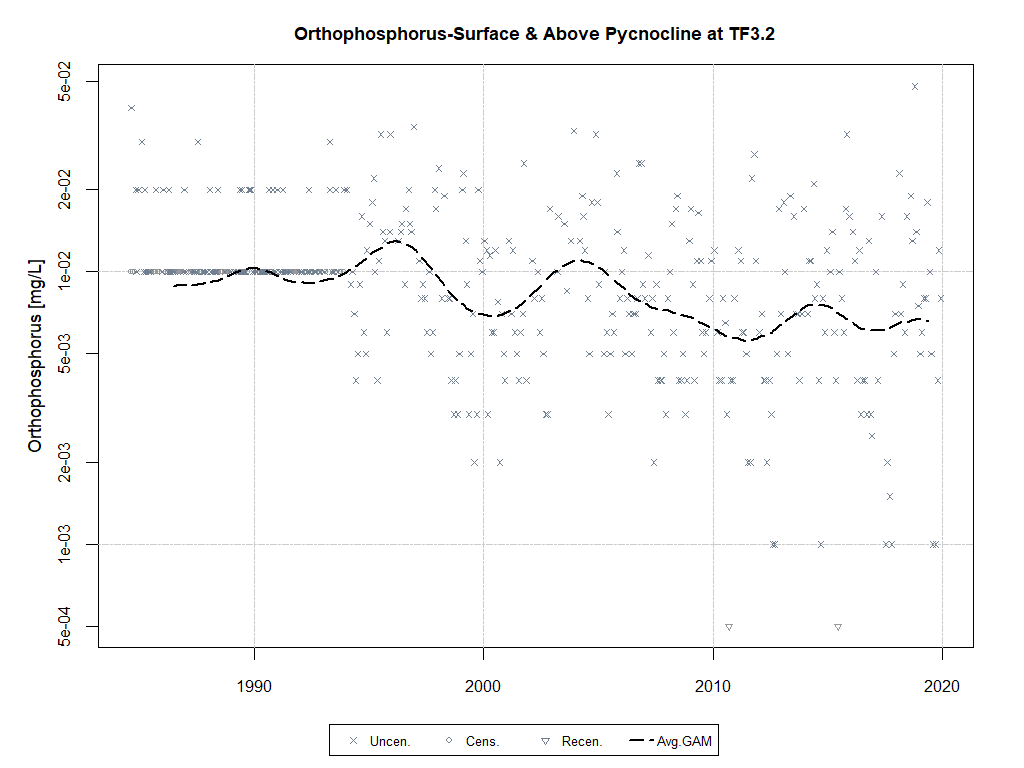 Orthophosphorus-Surface & Above Pycnocline at TF3.2
Orthophosphorus [mg/L]
5e-02
2e-02
1e-02
5e-03
2e-03
1e-03
5e-04
1990 2000 2010 2020
Uncen. Cens. Recen. Avg.GAM